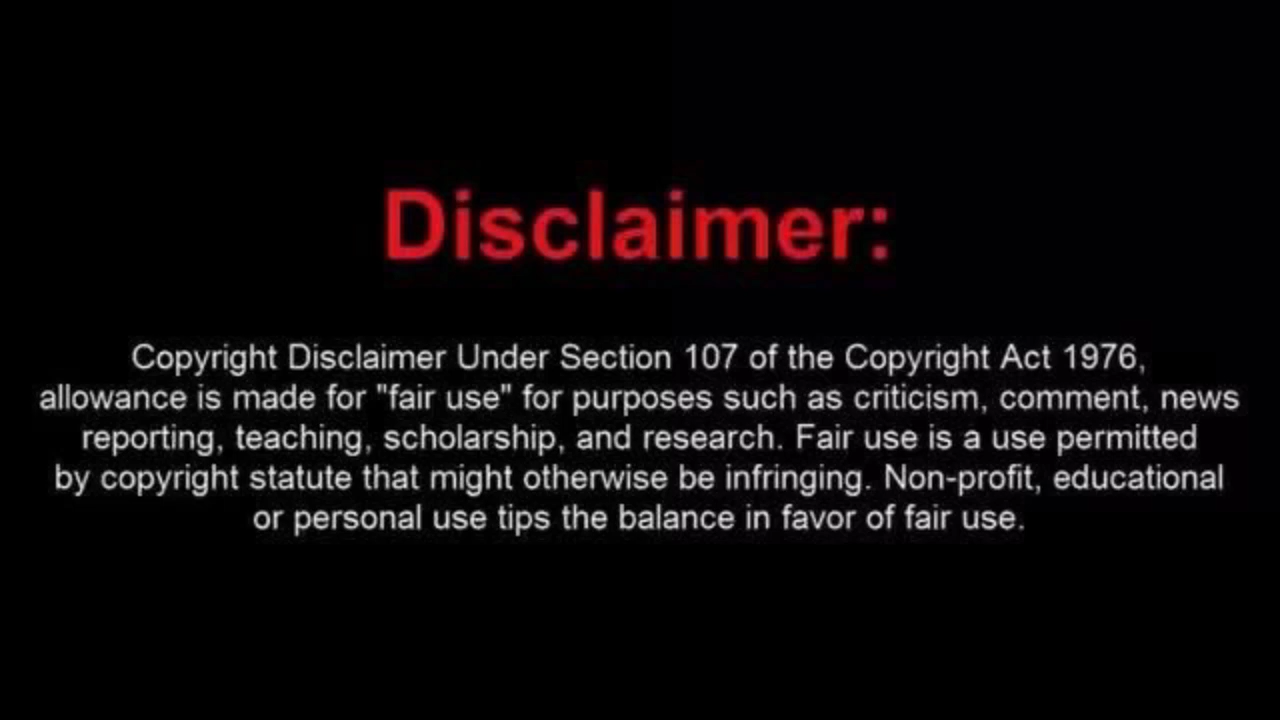 Disclaimer:
Copyright Disclaimer Under Section 107 of the Copyright Act 1976,
allowance is made for "fair use" for purposes such as criticism, comment, news
reporting, teaching, scholarship, and research. Fair use is a use permitted
by copyright statute that might otherwise be infringing. Non-profit, educational
or personal use tips the balance in favor of fair use.